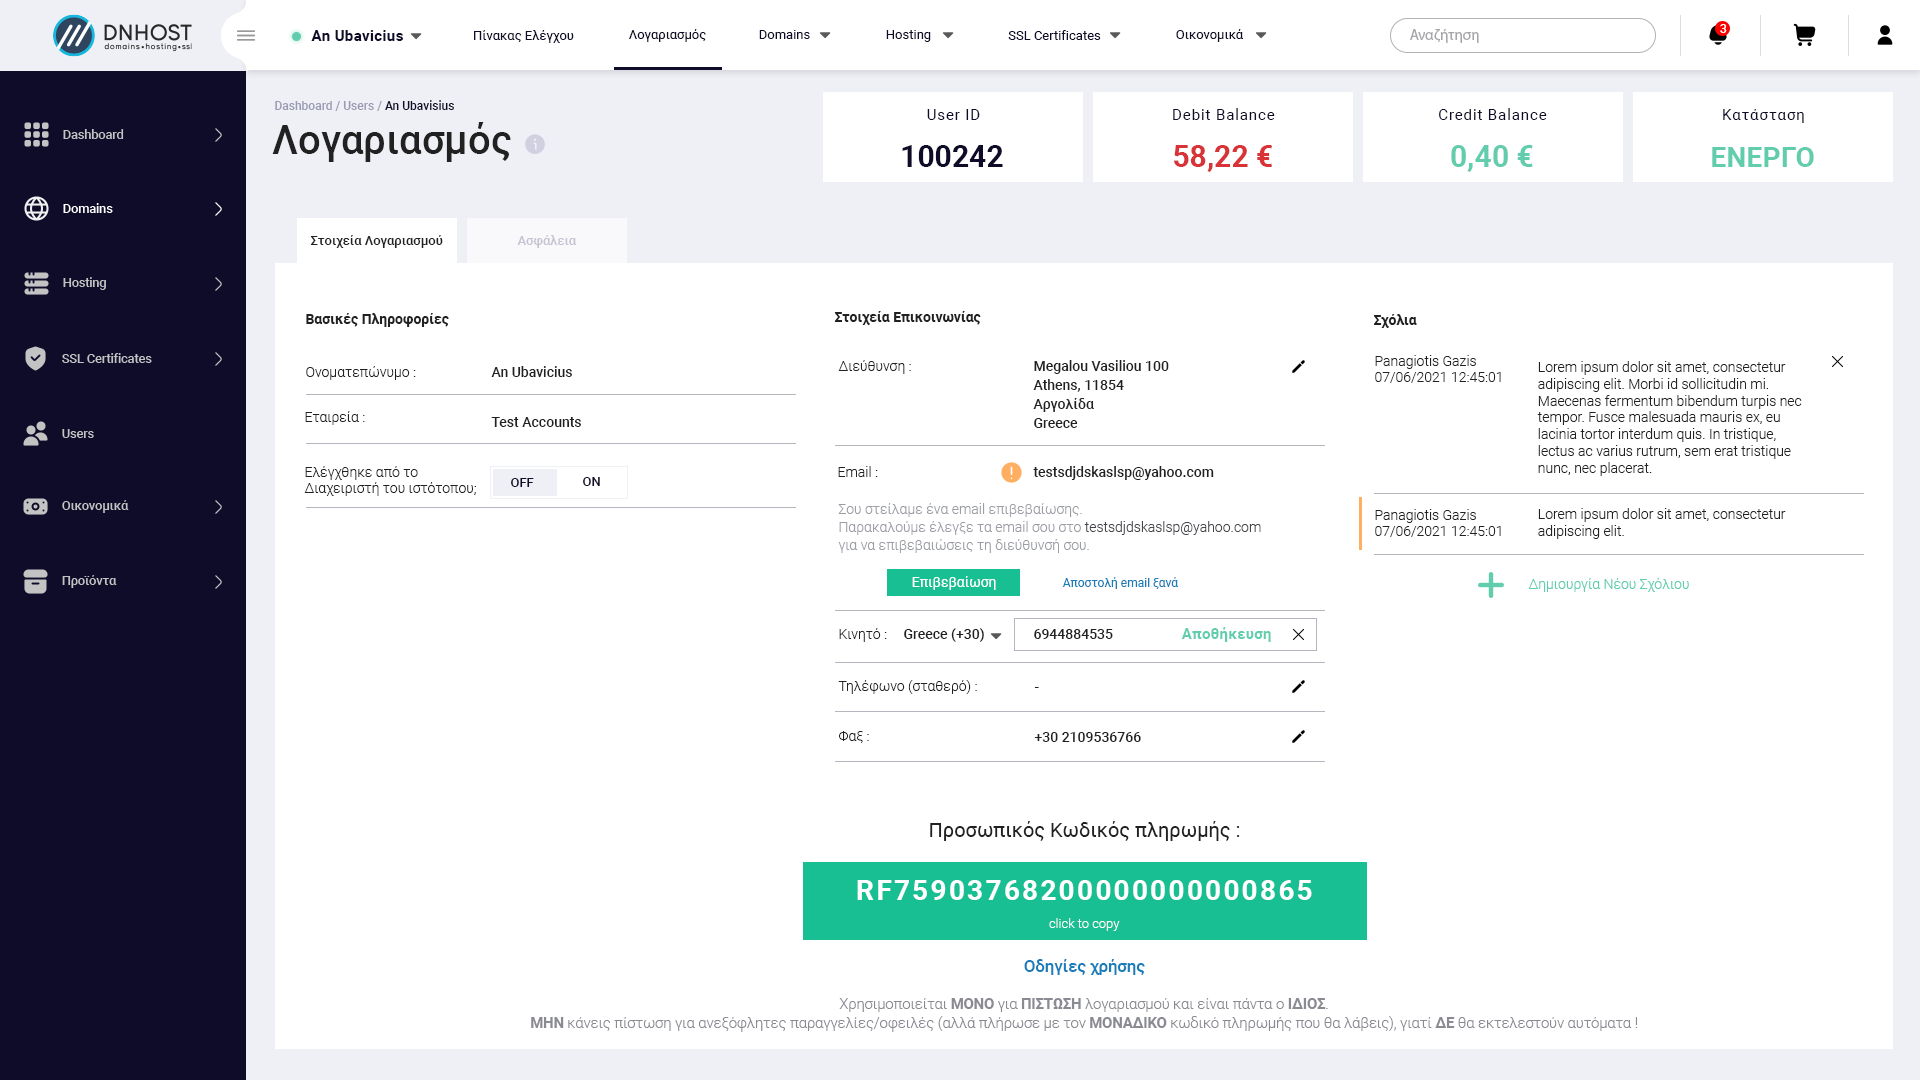 DNHOST
domains•hosting•ssl
An Ubavicius
Πίνακας Ελέγχου
Λογαριασμός
Domains
Hosting
SSL Certificates
Οικονομικά
Αναζήτηση
3
Dashboard
Domains
Hosting
SSL Certificates
Users
Οικονομικά
Προϊόντα
Dashboard / Users / An Ubavisius
Λογαριασμός
User ID
100242
Debit Balance
58,22 €
Credit Balance
0,40 €
Κατάσταση
ΕΝΕΡΓΟ
Στοιχεία Λογαριασμού
Ασφάλεια
Βασικές Πληροφορίες
Ονοματεπώνυμο :
An Ubavicius
Εταιρεία :
Test Accounts
Ελέγχθηκε από το
Διαχειριστή του ιστότοπου;
OFF
ON
Στοιχεία Επικοινωνίας
Διεύθυνση :
Megalou Vasiliou 100
Athens, 11854
Αργολίδα
Greece
Email :
testsdjdskaslsp@yahoo.com
Σου στείλαμε ένα email επιβεβαίωσης.
Παρακαλούμε έλεγξε τα email σου στο testsdjdskaslsp@yahoo.com
για να επιβεβαιώσεις τη διεύθυνσή σου.
Επιβεβαίωση
Αποστολή email ξανά
Κινητό :
Greece (+30)
6944884535
Αποθήκευση
Τηλέφωνο (σταθερό) :
-
Φαξ :
+30 2109536766
Σχόλια
Panagiotis Gazis
07/06/2021 12:45:01
Lorem ipsum dolor sit amet, consectetur
adipiscing elit. Morbi id sollicitudin mi.
Maecenas fermentum bibendum turpis nec
tempor. Fusce malesuada mauris ex, eu
lacinia tortor interdum quis. In tristique,
lectus ac varius rutrum, sem erat tristique
nunc, nec placerat.
Panagiotis Gazis
07/06/2021 12:45:01
Lorem ipsum dolor sit amet, consectetur
adipiscing elit.
Δημιουργία Νέου Σχόλιου
Προσωπικός Κωδικός πληρωμής :
RF75903768200000000000865
click to copy
Οδηγίες χρήσης
Χρησιμοποιείται ΜΟΝΟ για ΠΙΣΤΩΣΗ λογαριασμού και είναι πάντα ο ΙΔΙΟΣ.
ΜΗΝ κάνεις πίστωση για ανεξόφλητες παραγγελίες/οφειλές (αλλά πλήρωσε με τον ΜΟΝΑΔΙΚΟ κωδικό πληρωμής που θα λάβεις), γιατί ΔΕ θα εκτελεστούν αυτόματα !